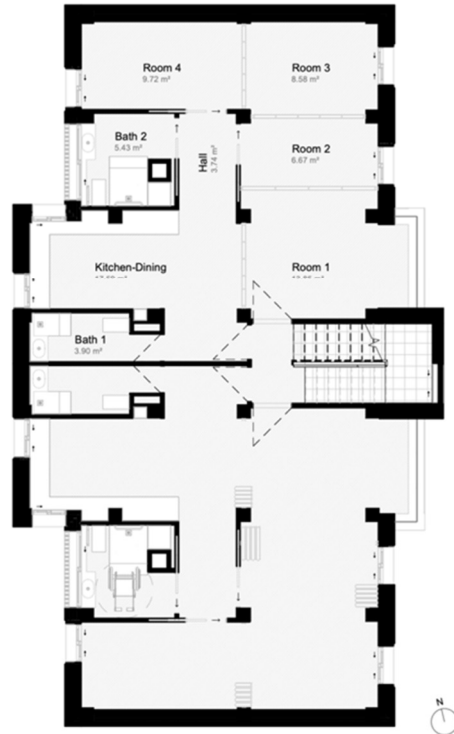 Room 4
9.72 m²
Room 3
8.58 m²
Bath 2
5.43 m²
Hall
3.74 m²
Room 2
6.67 m²
Kitchen-Dining
Room 1
Bath 1
3.90 m²
N